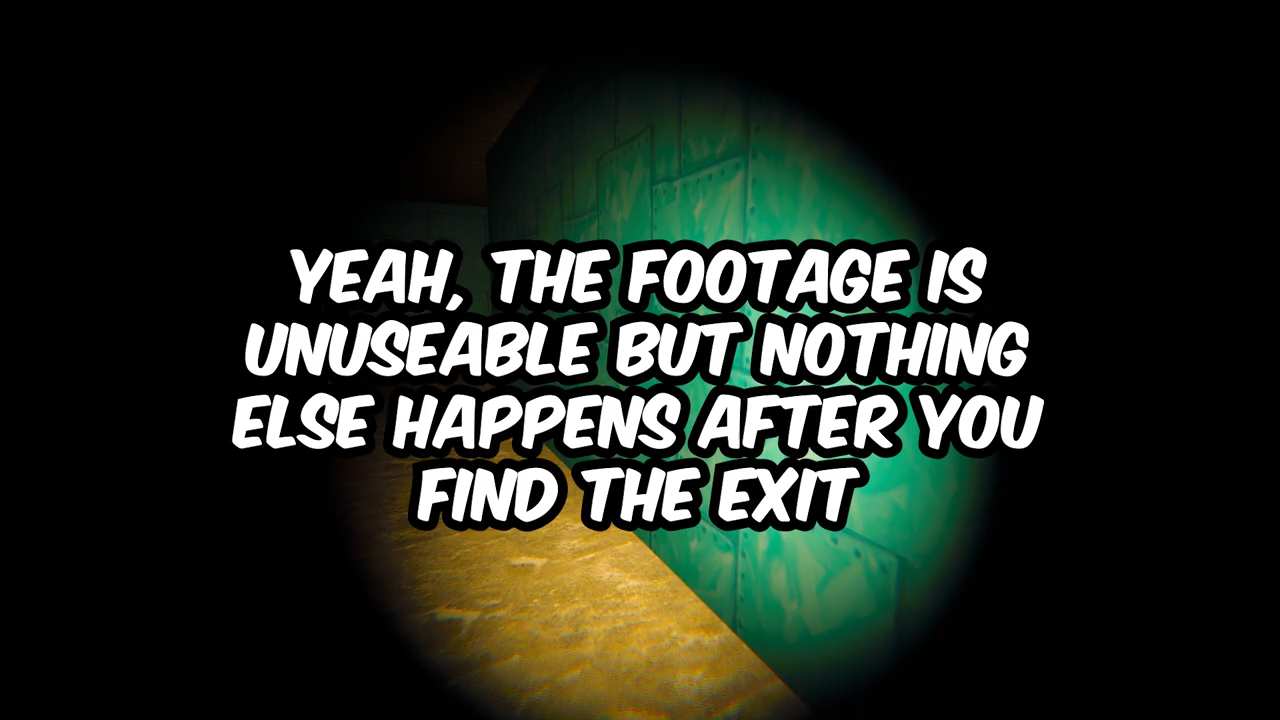 YEAH, THE FOOTAGE IS
UNUSEABLE BUT NOTHING
ELSE HAPPENS AFTER YOU
FIND THE EXIT